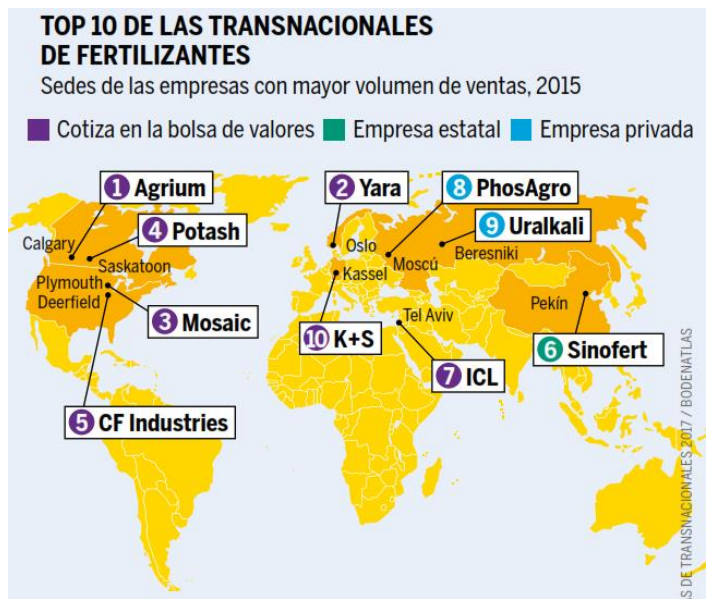 TOP 10 DE LAS TRANSNACIONALES
DE FERTILIZANTES
Sedes de las empresas con mayor volumen de ventas, 2015
Cotiza en la bolsa de valores
Empresa estatal
Empresa privada
1 Agrium
2 Yara
8 PhosAgro
4 Potash
9 Uralkali
Calgary
Saskatoon
Oslo
Moscú
Beresniki
Kassel
Plymouth
Deerfield
Pekín
Tel Aviv
3 Mosaic
10 K+S
6 Sinofert
7 ICL
5 CF Industries
S DE TRANSNACIONALES 2017 / BODENATLAS